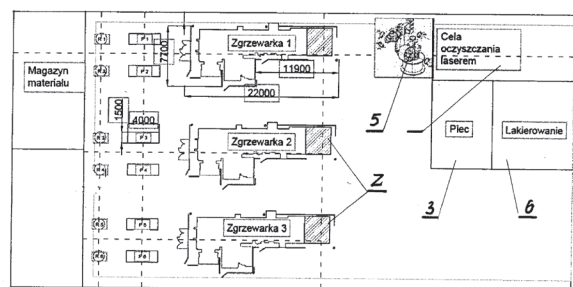 Zgrzewarka 1
7700
11900
22000
Magazyn
materiału
1500
4000
Zgrzewarka 2
Zgrzewarka 3
Cela
oczyszczania
laserem
5
Piec
Lakierowanie
Z
3
6